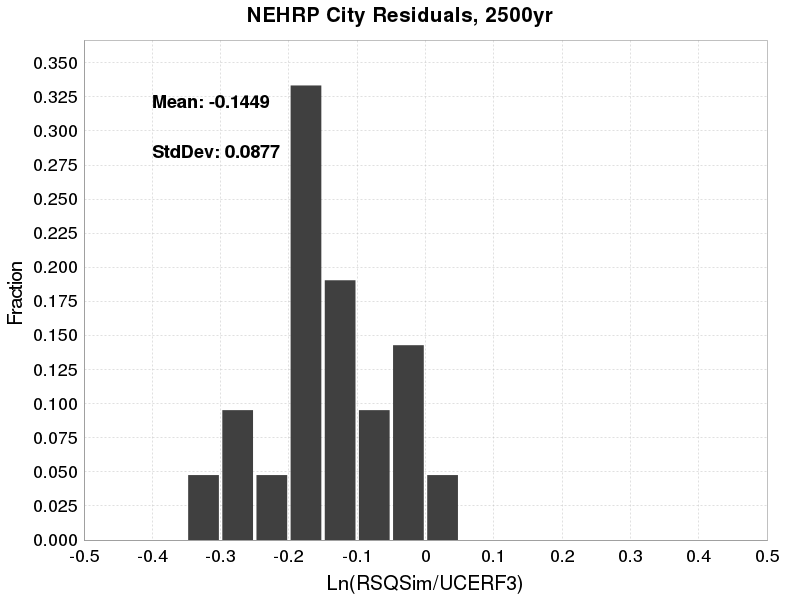 NEHRP City Residuals, 2500yr
0.350
0.325
0.300
0.275
0.250
0.225
0.200
0.175
0.150
0.125
0.100
0.075
0.050
0.025
0.000
Fraction
Mean: -0.1449
StdDev: 0.0877
-0.5 -0.4 -0.3 -0.2 -0.1 0 0.1 0.2 0.3 0.4 0.5
Ln(RSQSim/UCERF3)